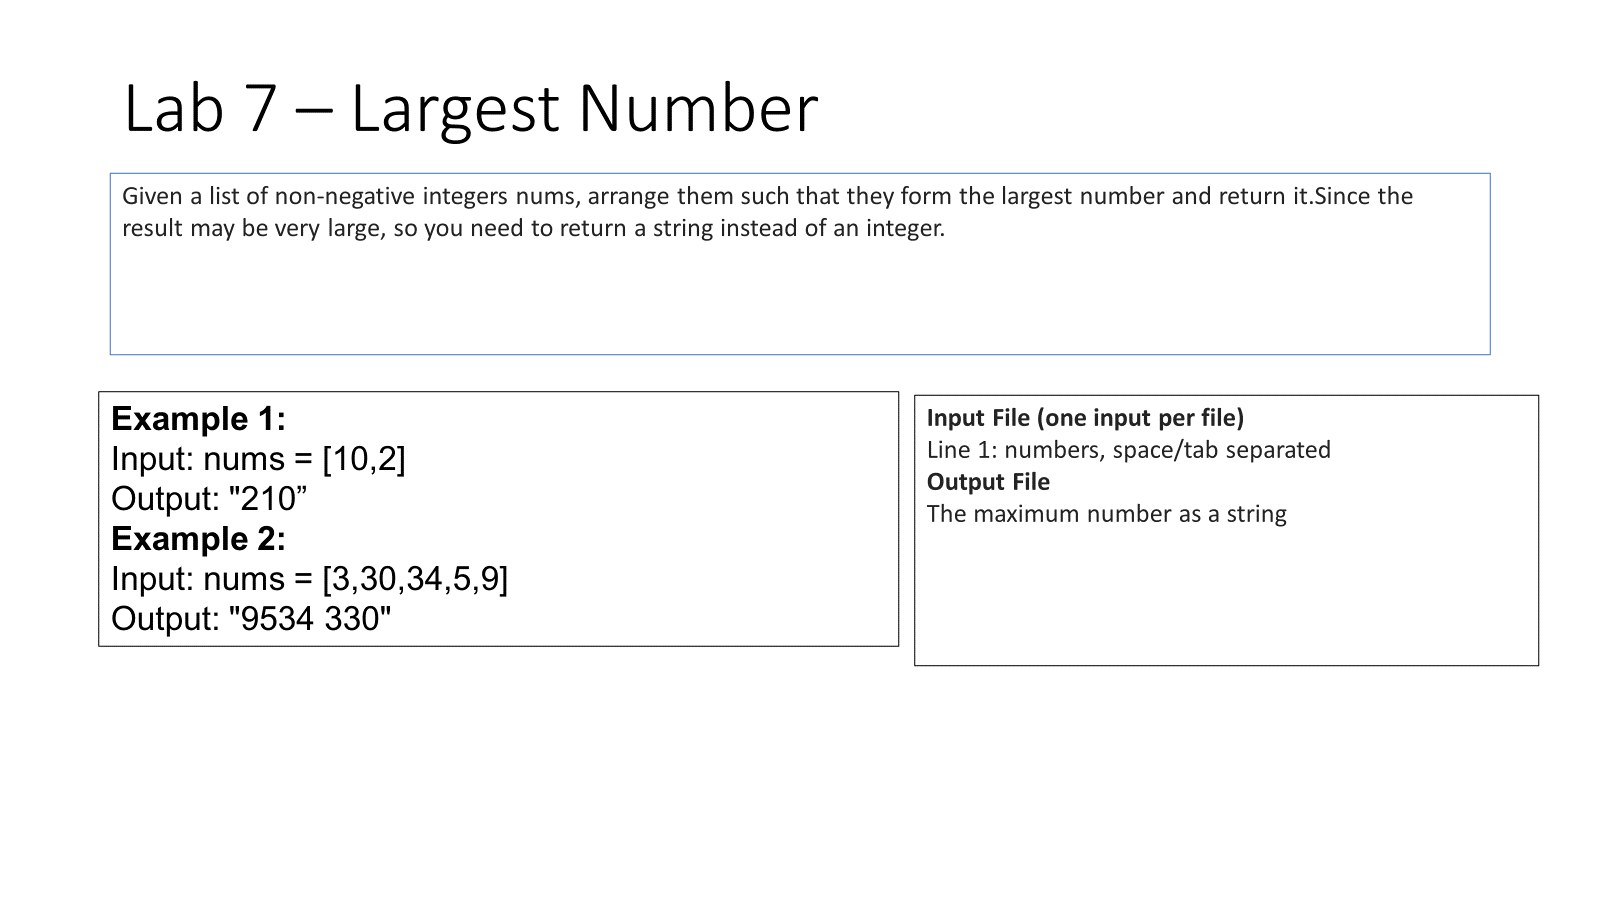 Lab 7 – Largest Number
Given a list of non-negative integers nums, arrange them such that they form the largest number and return it.Since the
result may be very large, so you need to return a string instead of an integer.
Example 1:
Input: nums = [10,2]
Output: "210”
Example 2:
Input: nums = [3,30,34,5,9]
Output: "9534 330"
Input File (one input per file)
Line 1: numbers, space/tab separated
Output File
The maximum number as a string